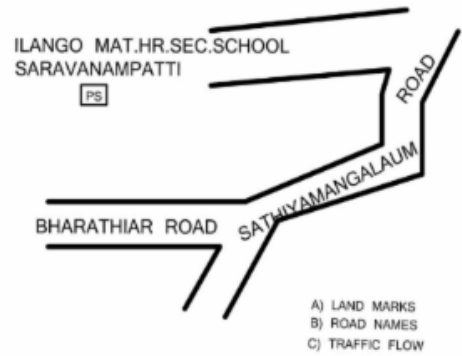 ILANGO MAT.HR.SEC.SCHOOL
SARAVANAMPATTI
PS
ROAD
SATHIYAMANGALAUM
BHARATHIAR ROAD
A) LAND MARKS
B) ROAD NAMES
C) TRAFFIC FLOW